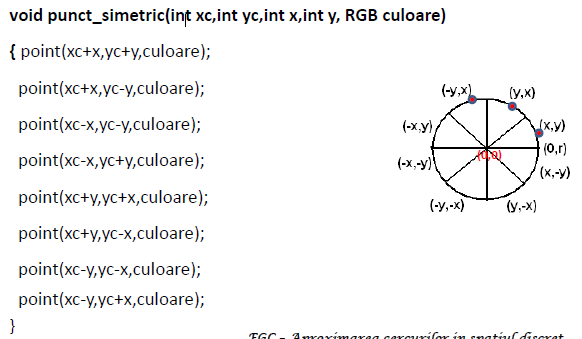 void punct_simetric(int xc,int yc,int x,int y, RGB culoare)
{ point(xc+x,yc+y,culoare);
point(xc+x,yc-y,culoare);
point(xc-x,yc-y,culoare);
point(xc-x,yc+y,culoare);
point(xc+y,yc+x,culoare);
point(xc+y,yc-x,culoare);
point(xc-y,yc-x,culoare);
point(xc-y,yc+x,culoare);
}
(-y,x)
(y,x)
(-x,y)
(x,y)
(0,0)
(0,r)
(-x,-y)
(x,-y)
(-y,-x)
(y,-x)
EGC - Aproximarea cercurilor in spatiul discret